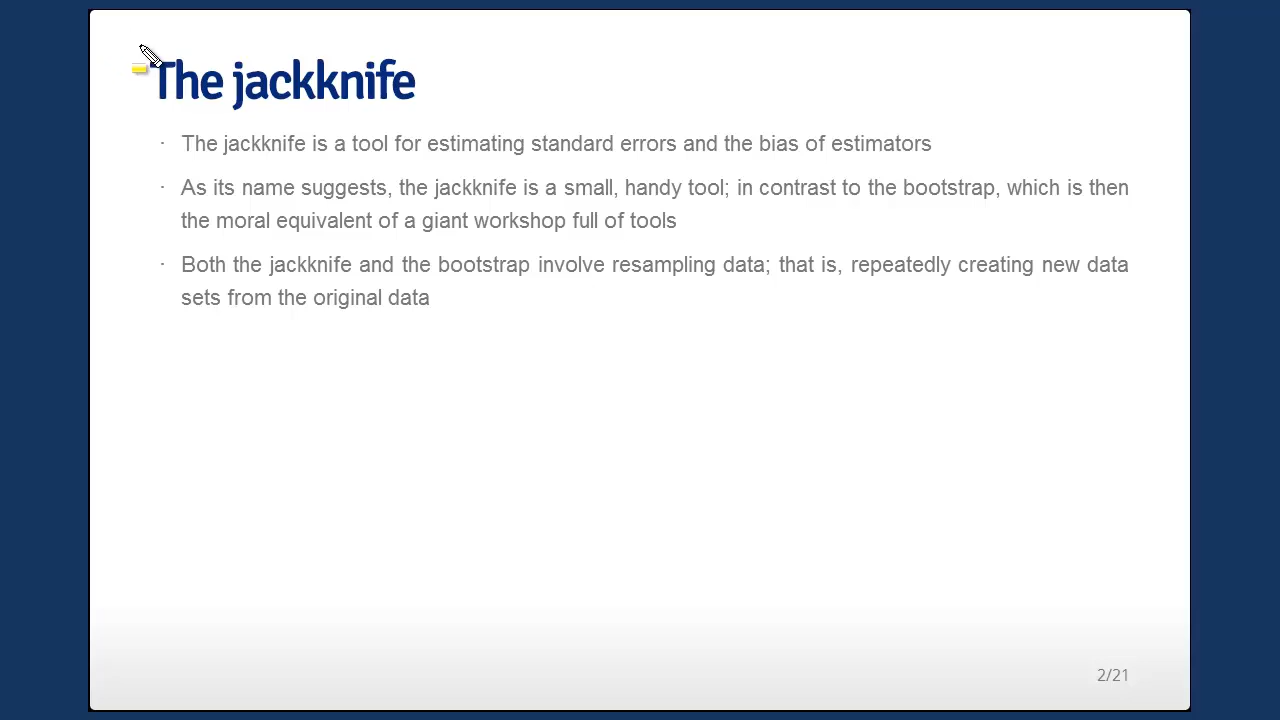 The jackknife
· The jackknife is a tool for estimating standard errors and the bias of estimators
· As its name suggests, the jackknife is a small, handy tool; in contrast to the bootstrap, which is then
the moral equivalent of a giant workshop full of tools
· Both the jackknife and the bootstrap involve resampling data; that is, repeatedly creating new data
sets from the original data
2/21